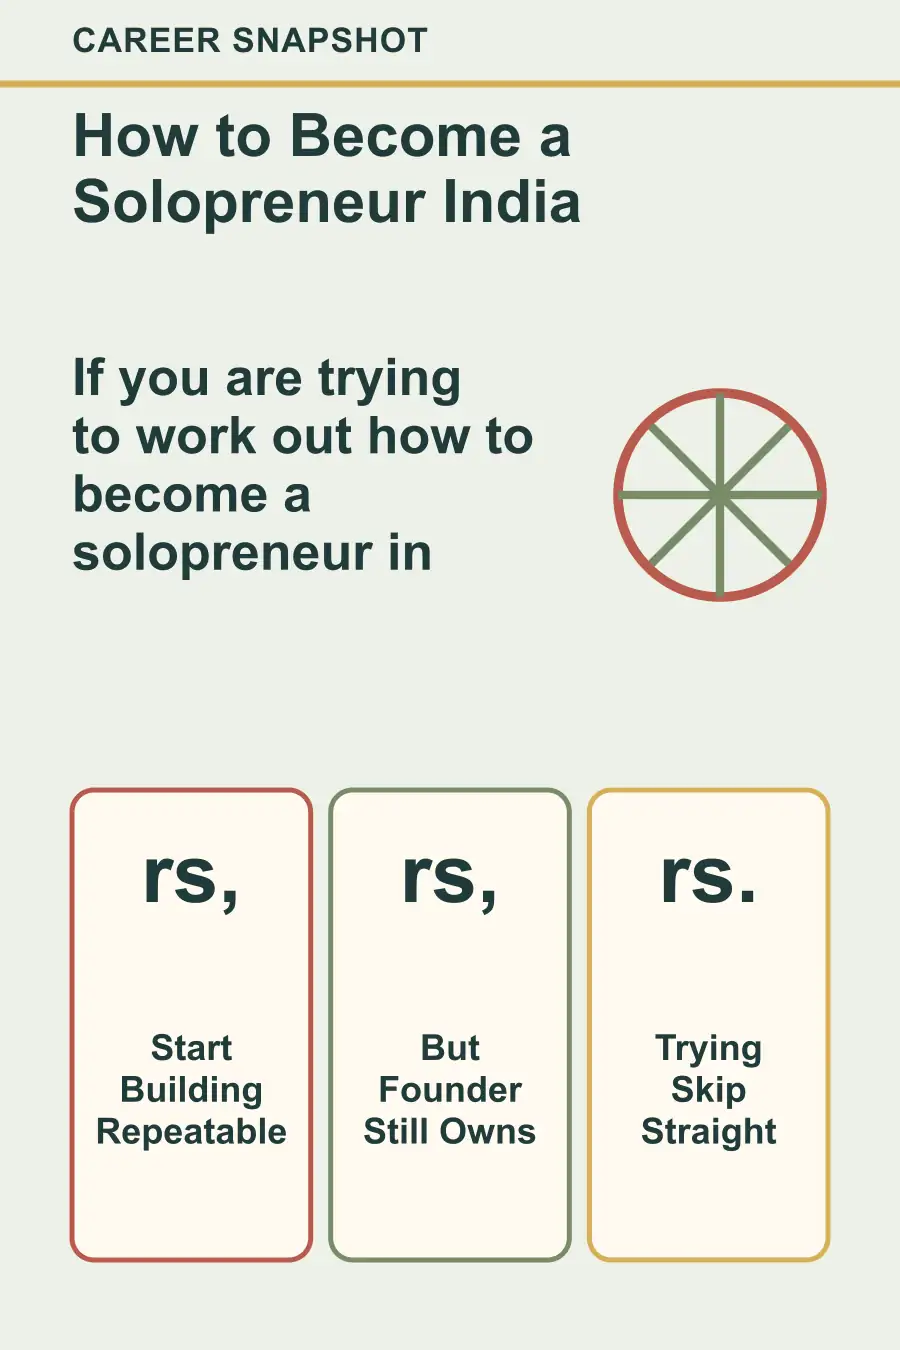 CAREER SNAPSHOT
How to Become a
Solopreneur India
If you are trying
to work out how to
become a
solopreneur in
rs,
Start
Building
Repeatable
rs,
But
Founder
Still Owns
rs.
Trying
Skip
Straight